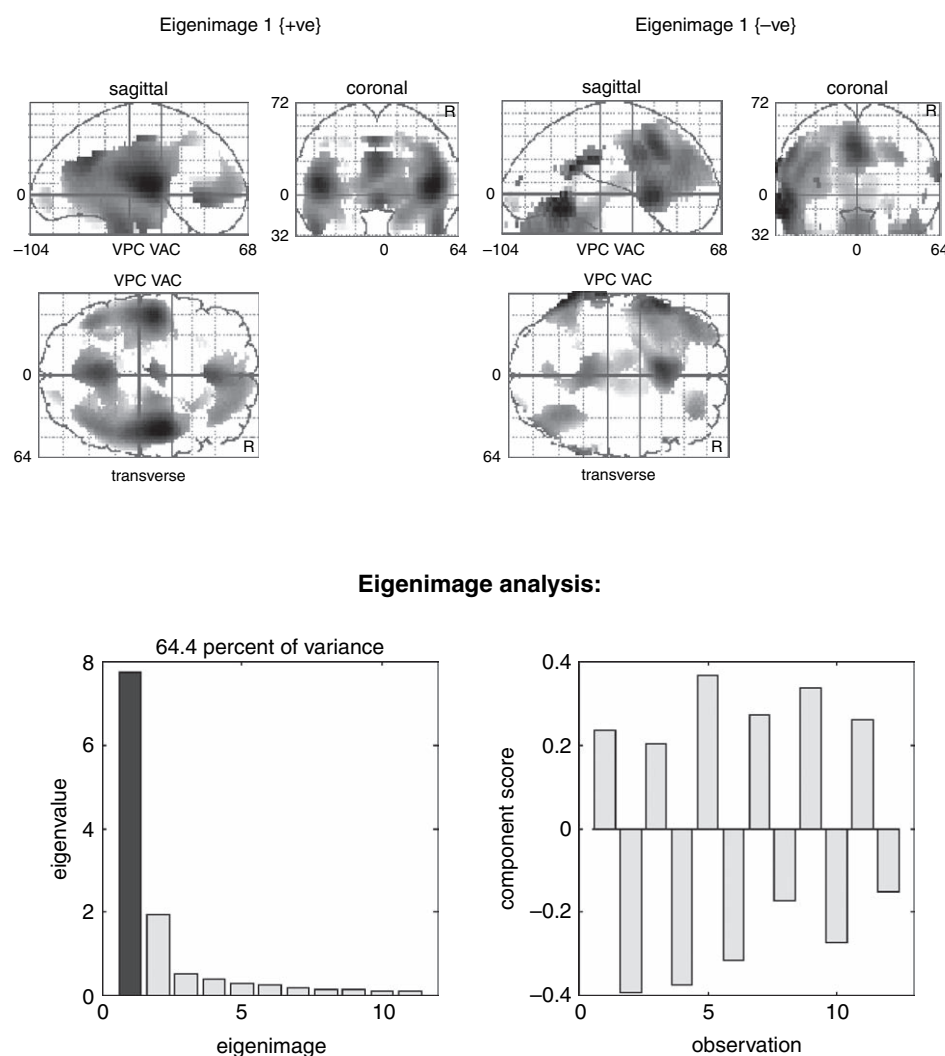 Eigenimage 1 {+ve}
Eigenimage 1 {–ve}
sagittal
coronal
sagittal
coronal
72
R
72
R
0
0
0
0
32
32
–104
VPC VAC
68
0
64
–104
VPC VAC
68
0
64
VPC VAC
VPC VAC
0
0
R
R
64
64
transverse
transverse
Eigenimage analysis:
64.4 percent of variance
8
6
4
2
0
eigenvalue
0
5
10
eigenimage
0.4
0.2
0
–0.2
–0.4
component score
0
5
10
observation